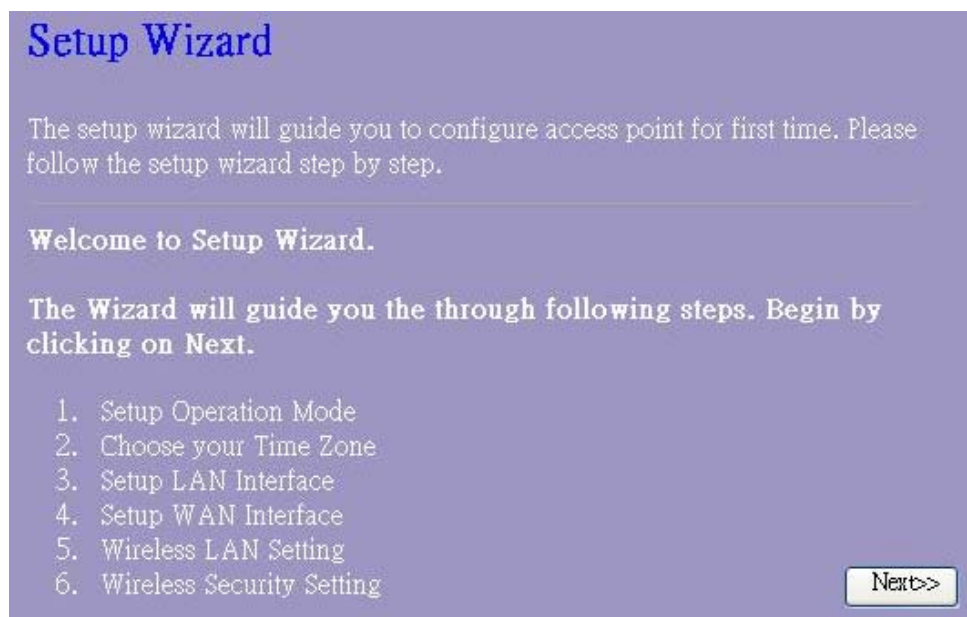 Setup Wizard
The setup wizard will guide you to configure access point for first time. Please
follow the setup wizard step by step.
Welcome to Setup Wizard.
The Wizard will guide you the through following steps. Begin by
clicking on Next.
1. Setup Operation Mode
2. Choose your Time Zone
3. Setup LAN Interface
4. Setup WAN Interface
5. Wireless LAN Setting
6. Wireless Security Setting
Next>>